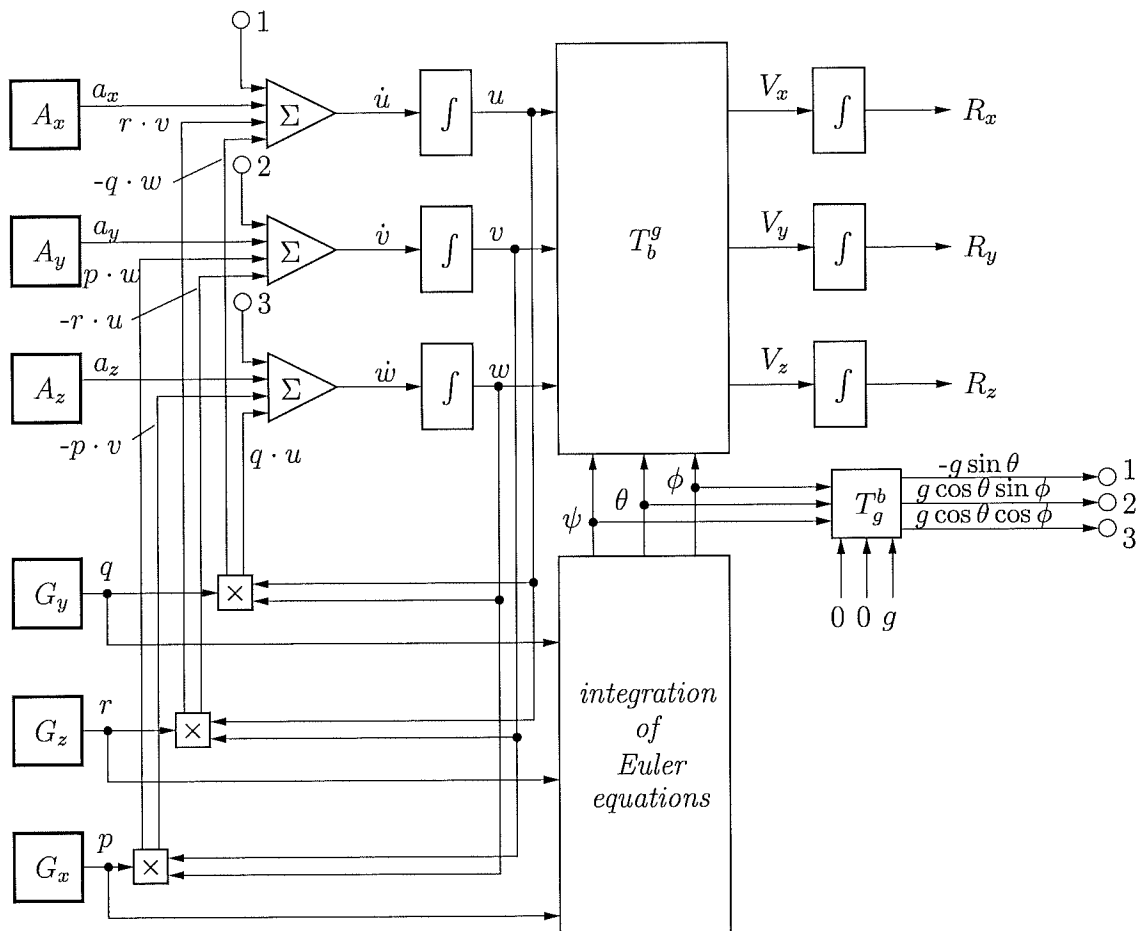 1
A_x a_x r · v Σ u̇ ∫ u V_x ∫ R_x
-q · w
2
A_y a_y p · w Σ v̇ ∫ v T_b^g V_y ∫ R_y
-r · u
3
A_z a_z Σ ẇ ∫ w V_z ∫ R_z
-p · v
q · u
ψ θ ϕ
T_g^b
-g sin θ 1
g cos θ sin ϕ 2
g cos θ cos ϕ 3
0 0 g
G_y q ×
G_z r ×
G_x p ×
integration
of
Euler
equations